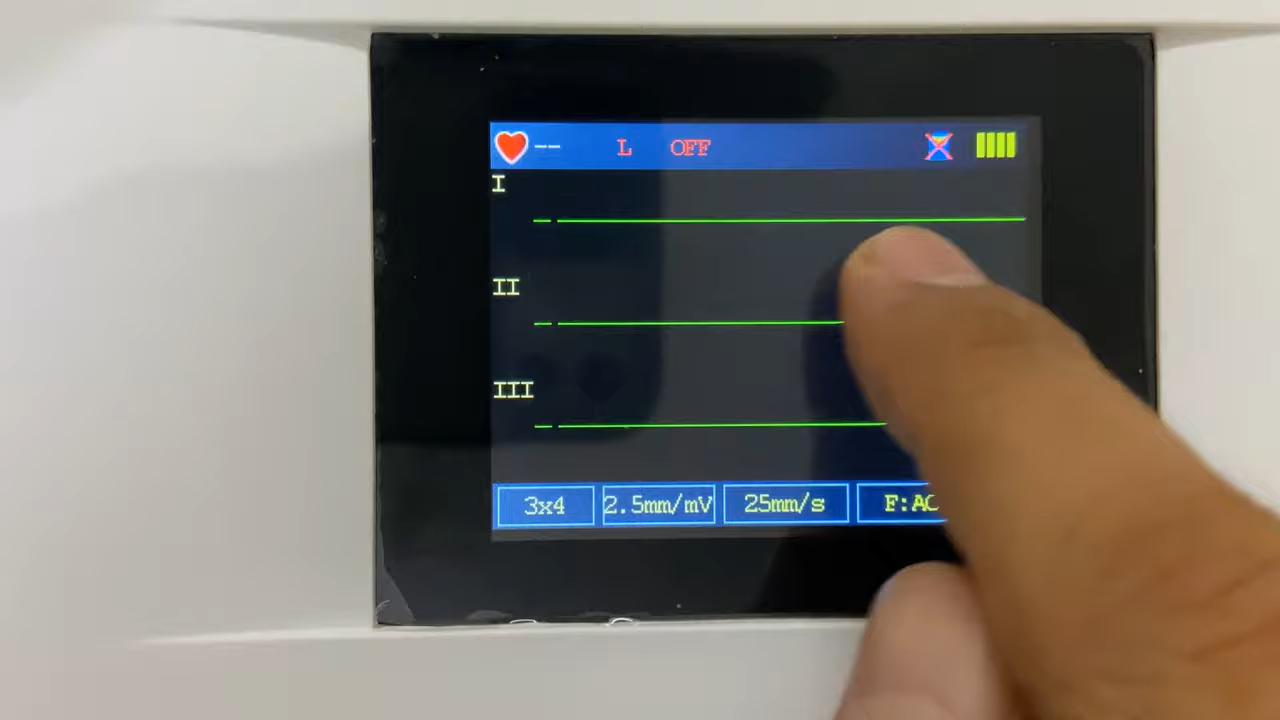 -- L OFF
I
II
III
3x4 2.5mm/mV 25mm/s F:AC